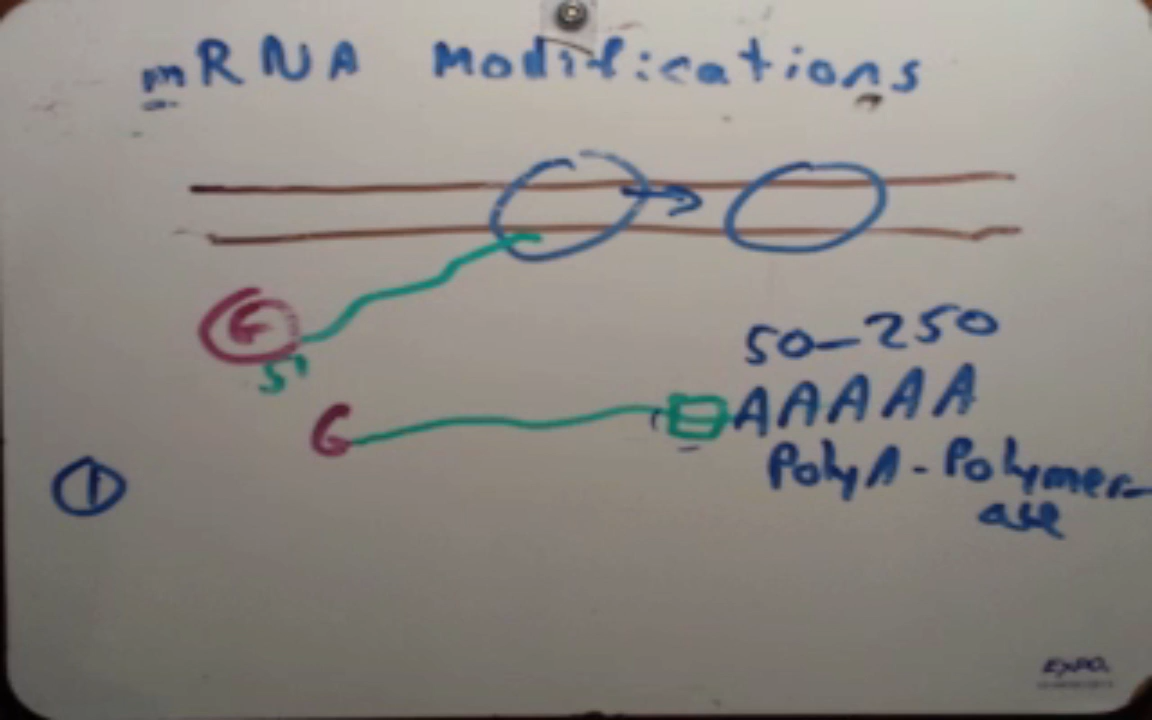 mRNA Modifications
G
5'
50-250
G AAAAA
PolyA-Polymer-
ase
1
EXPO